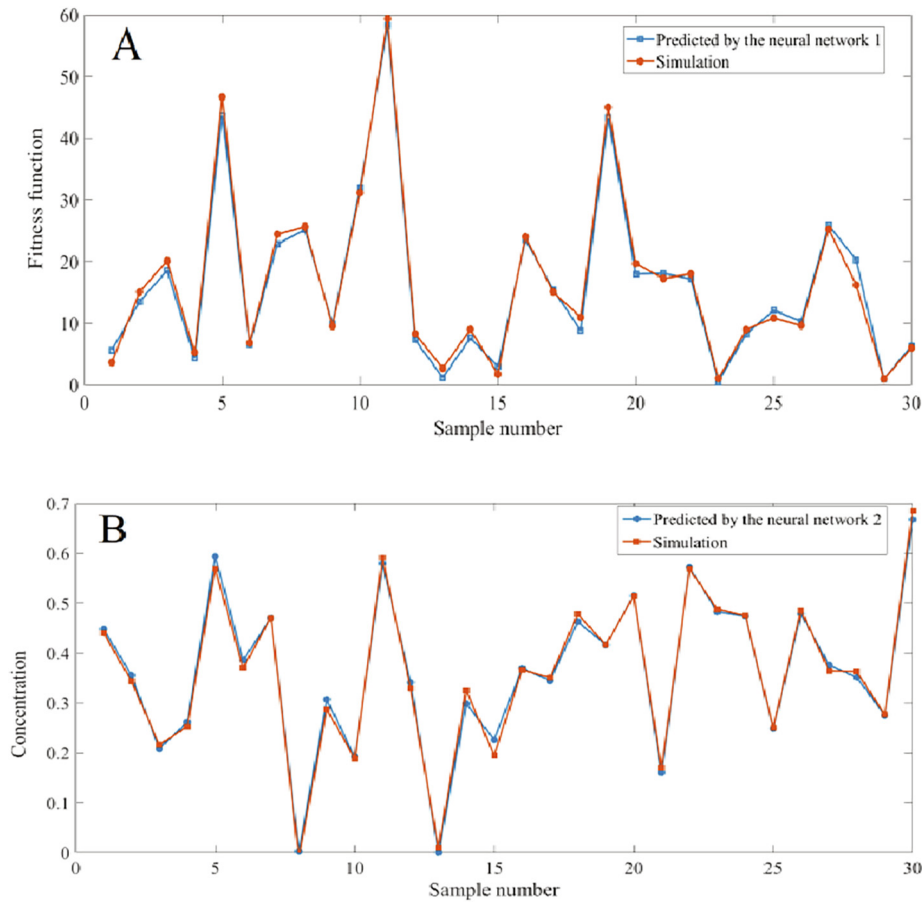 A
60
50
40
30
20
10
0
Fitness function
Predicted by the neural network 1
Simulation
0 5 10 15 20 25 30
Sample number
B
0.7
0.6
0.5
0.4
0.3
0.2
0.1
0
Concentration
Predicted by the neural network 2
Simulation
0 5 10 15 20 25 30
Sample number